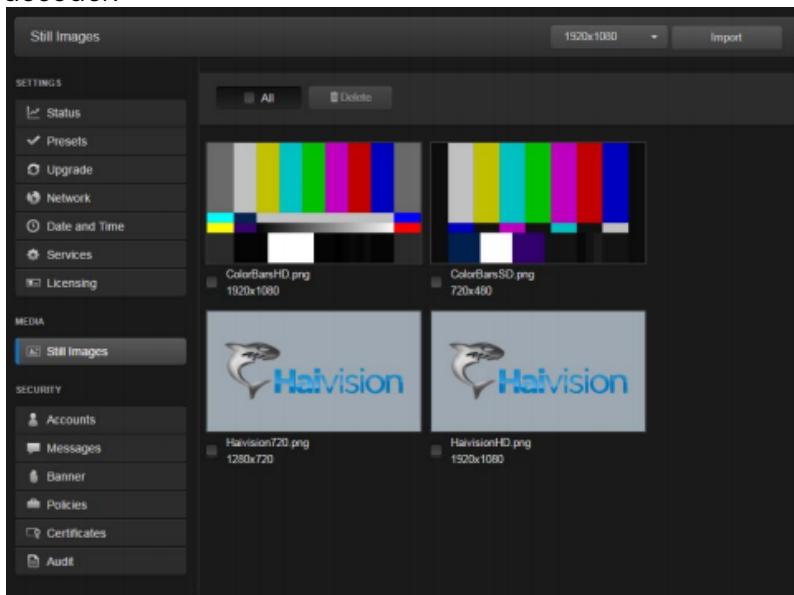 decoder.
Still Images
1920x1080
Import
SETTINGS
Status
Presets
Upgrade
Network
Date and Time
Services
Licensing
MEDIA
Still Images
SECURITY
Accounts
Messages
Banner
Policies
Certificates
Audit
All
Delete
ColorBarsHD.png
1920x1080
ColorBarsSD.png
720x480
Haivision
Haivision720.png
1280x720
Haivision
HaivisionHD.png
1920x1080